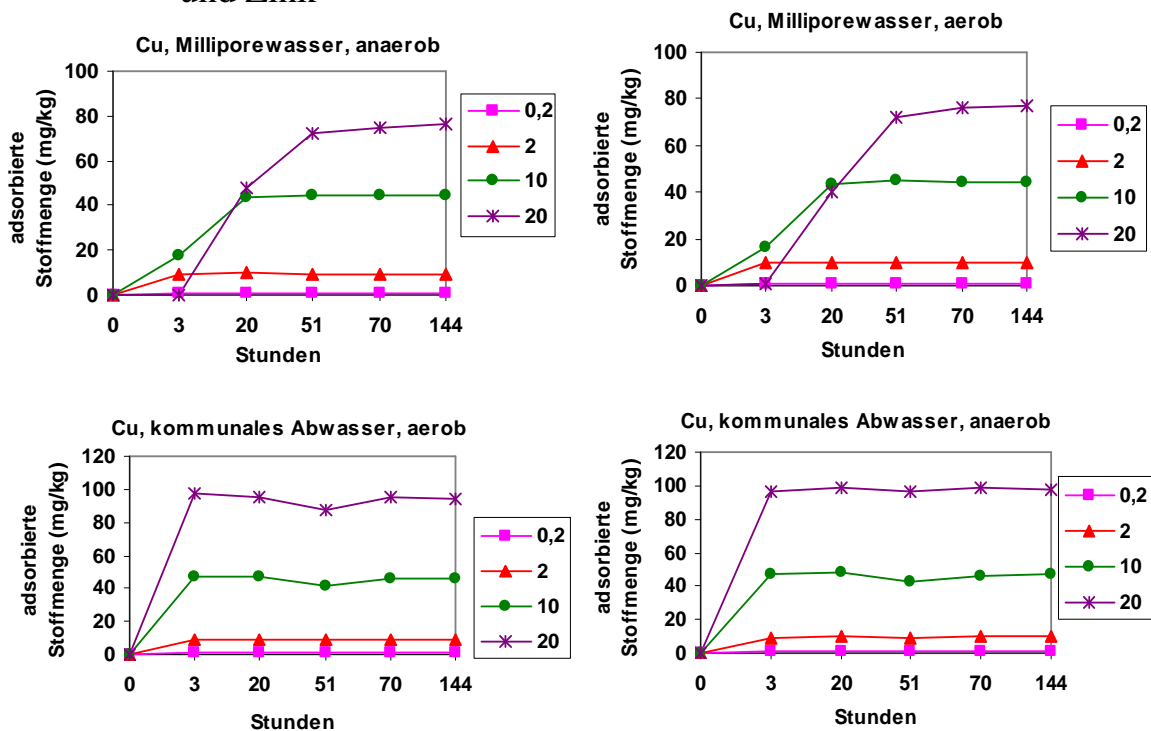 und Zink
Cu, Milliporewasser, anaerob
adsorbierte
Stoffmenge (mg/kg)
100
80
60
40
20
0
0 3 20 51 70 144
Stunden
0,2
2
10
20
Cu, Milliporewasser, aerob
adsorbierte
Stoffmenge (mg/kg)
100
80
60
40
20
0
0 3 20 51 70 144
Stunden
0,2
2
10
20
Cu, kommunales Abwasser, aerob
adsorbierte
Stoffmenge (mg/kg)
120
100
80
60
40
20
0
0 3 20 51 70 144
Stunden
0,2
2
10
20
Cu, kommunales Abwasser, anaerob
adsorbierte
Stoffmenge (mg/kg)
120
100
80
60
40
20
0
0 3 20 51 70 144
Stunden
0,2
2
10
20